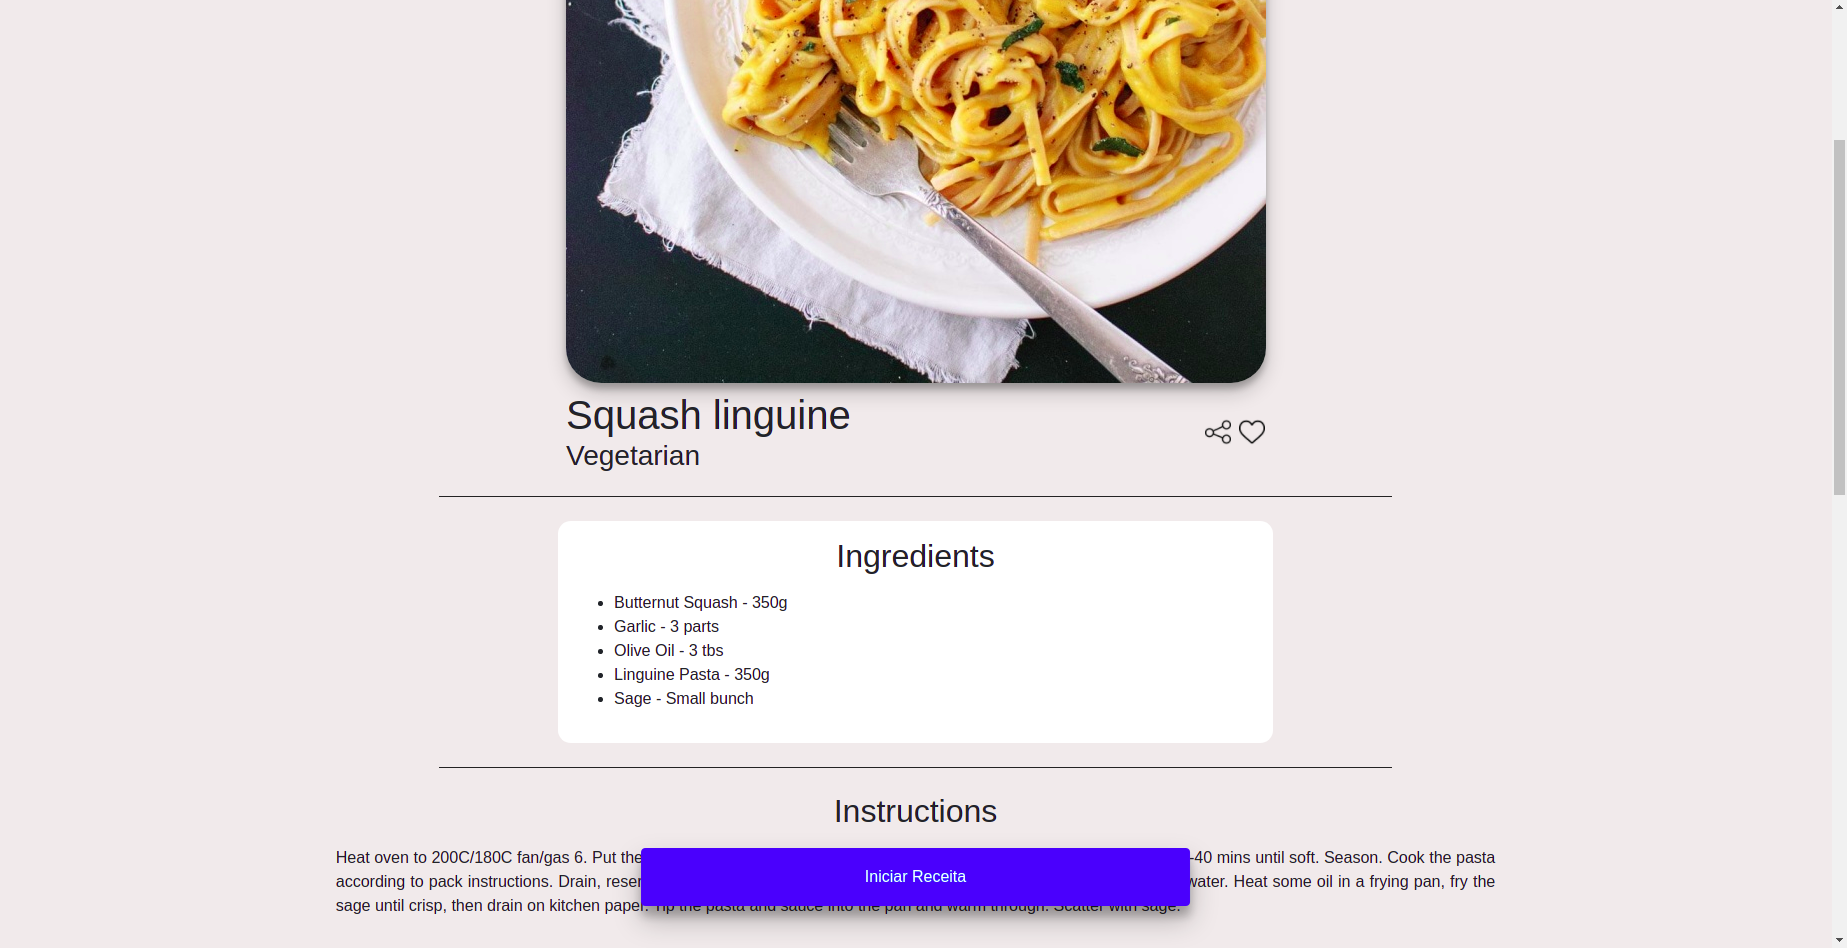 Squash linguine
Vegetarian
Ingredients
Butternut Squash - 350g
Garlic - 3 parts
Olive Oil - 3 tbs
Linguine Pasta - 350g
Sage - Small bunch
Instructions
Heat oven to 200C/180C fan/gas 6. Put the -40 mins until soft. Season. Cook the pasta
Iniciar Receita
according to pack instructions. Drain, water. Heat some oil in a frying pan, fry the
sage until crisp, then drain on kitchen paper. Tip the pasta and sauce into the pan and warm through. Scatter with sage.